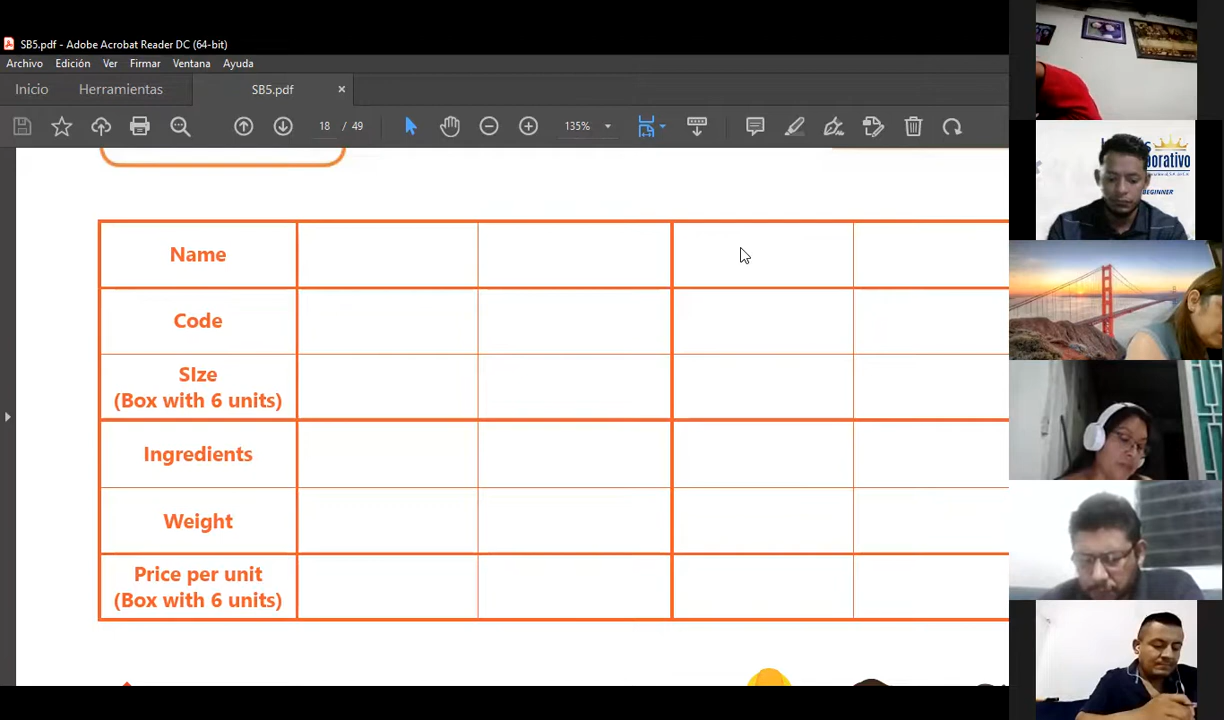 SB5.pdf - Adobe Acrobat Reader DC (64-bit)
Archivo Edición Ver Firmar Ventana Ayuda
Inicio Herramientas SB5.pdf ×
18 / 49 135%
Name
Code
SIze
(Box with 6 units)
Ingredients
Weight
Price per unit
(Box with 6 units)
orativo
BEGINNER